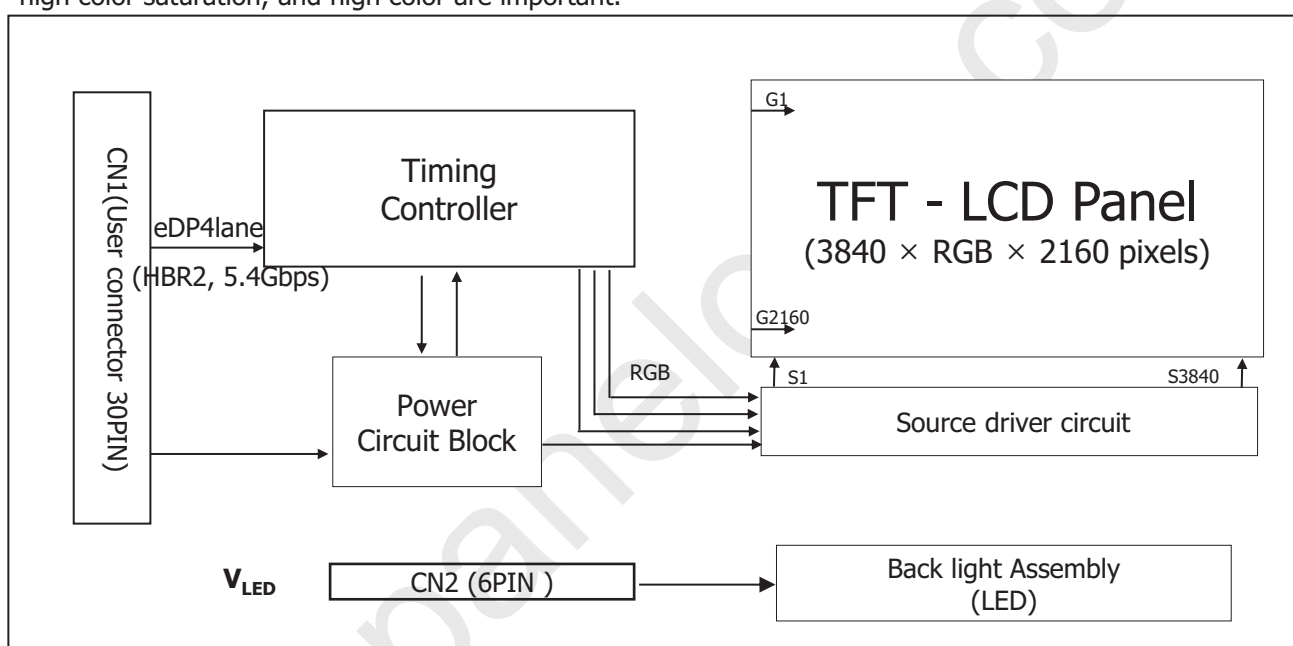 high color saturation, and high color are important.
CN1(User connector 30PIN)
eDP4lane
(HBR2, 5.4Gbps)
Timing
Controller
Power
Circuit Block
RGB
G1
TFT - LCD Panel
(3840 × RGB × 2160 pixels)
G2160
S1
S3840
Source driver circuit
VLED
CN2 (6PIN )
Back light Assembly
(LED)